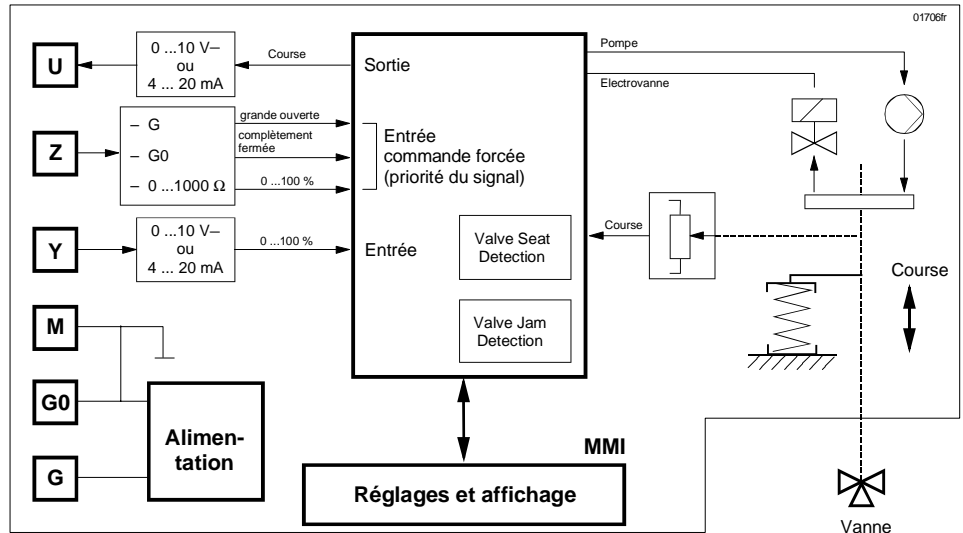 01706fr
U
0 ...10 V–
ou
4 ... 20 mA
Course
Sortie
Pompe
Electrovanne
Z
– G
– G0
– 0 ...1000 Ω
grande ouverte
complètement
fermée
0 ...100 %
Entrée
commande forcée
(priorité du signal)
Y
0 ...10 V–
ou
4 ... 20 mA
0 ...100 %
Entrée
Valve Seat
Detection
Valve Jam
Detection
Course
Course
M
G0
G
Alimen-
tation
MMI
Réglages et affichage
Vanne